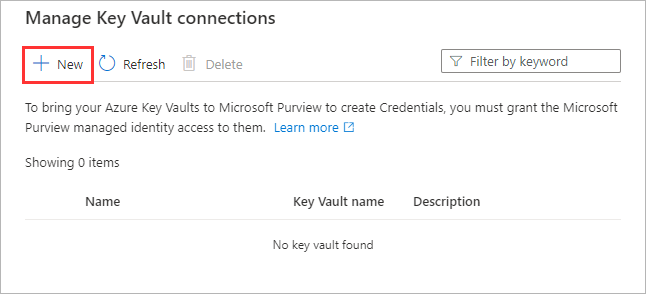 Manage Key Vault connections
New Refresh Delete Filter by keyword
To bring your Azure Key Vaults to Microsoft Purview to create Credentials, you must grant the Microsoft
Purview managed identity access to them. Learn more
Showing 0 items
Name Key Vault name Description
No key vault found